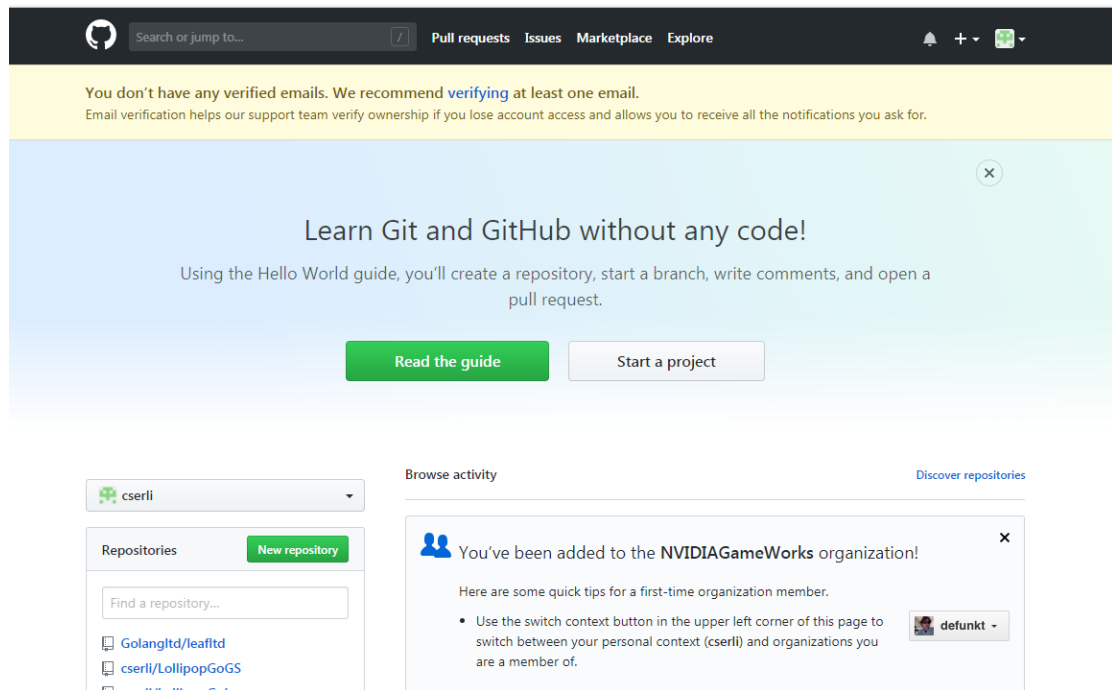 Search or jump to... / Pull requests Issues Marketplace Explore
You don't have any verified emails. We recommend verifying at least one email.
Email verification helps our support team verify ownership if you lose account access and allows you to receive all the notifications you ask for.
Learn Git and GitHub without any code!
Using the Hello World guide, you'll create a repository, start a branch, write comments, and open a
pull request.
Read the guide Start a project
cserli
Repositories New repository
Find a repository...
Golangltd/leafltd
cserli/LollipopGoGS
Browse activity Discover repositories
You've been added to the NVIDIAGameWorks organization!
Here are some quick tips for a first-time organization member.
• Use the switch context button in the upper left corner of this page to
switch between your personal context (cserli) and organizations you
are a member of.
defunkt